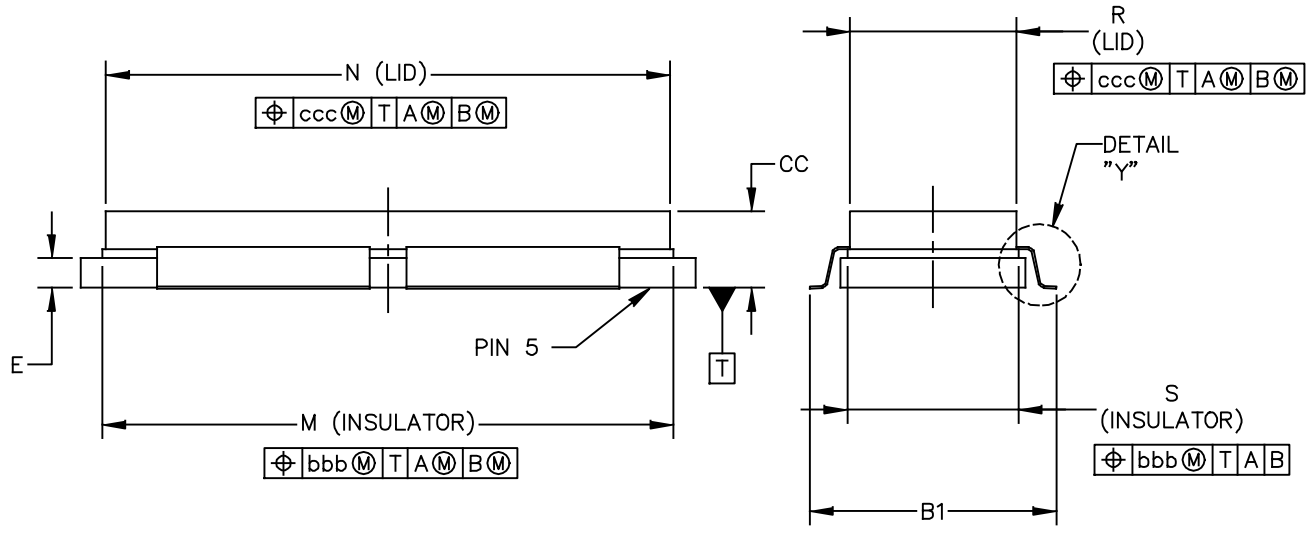 N (LID)
⌖ ccc Ⓜ T A Ⓜ B Ⓜ
R
(LID)
⌖ ccc Ⓜ T A Ⓜ B Ⓜ
DETAIL
"Y"
CC
E
PIN 5
T
M (INSULATOR)
⌖ bbb Ⓜ T A Ⓜ B Ⓜ
S
(INSULATOR)
⌖ bbb Ⓜ T A B
B1